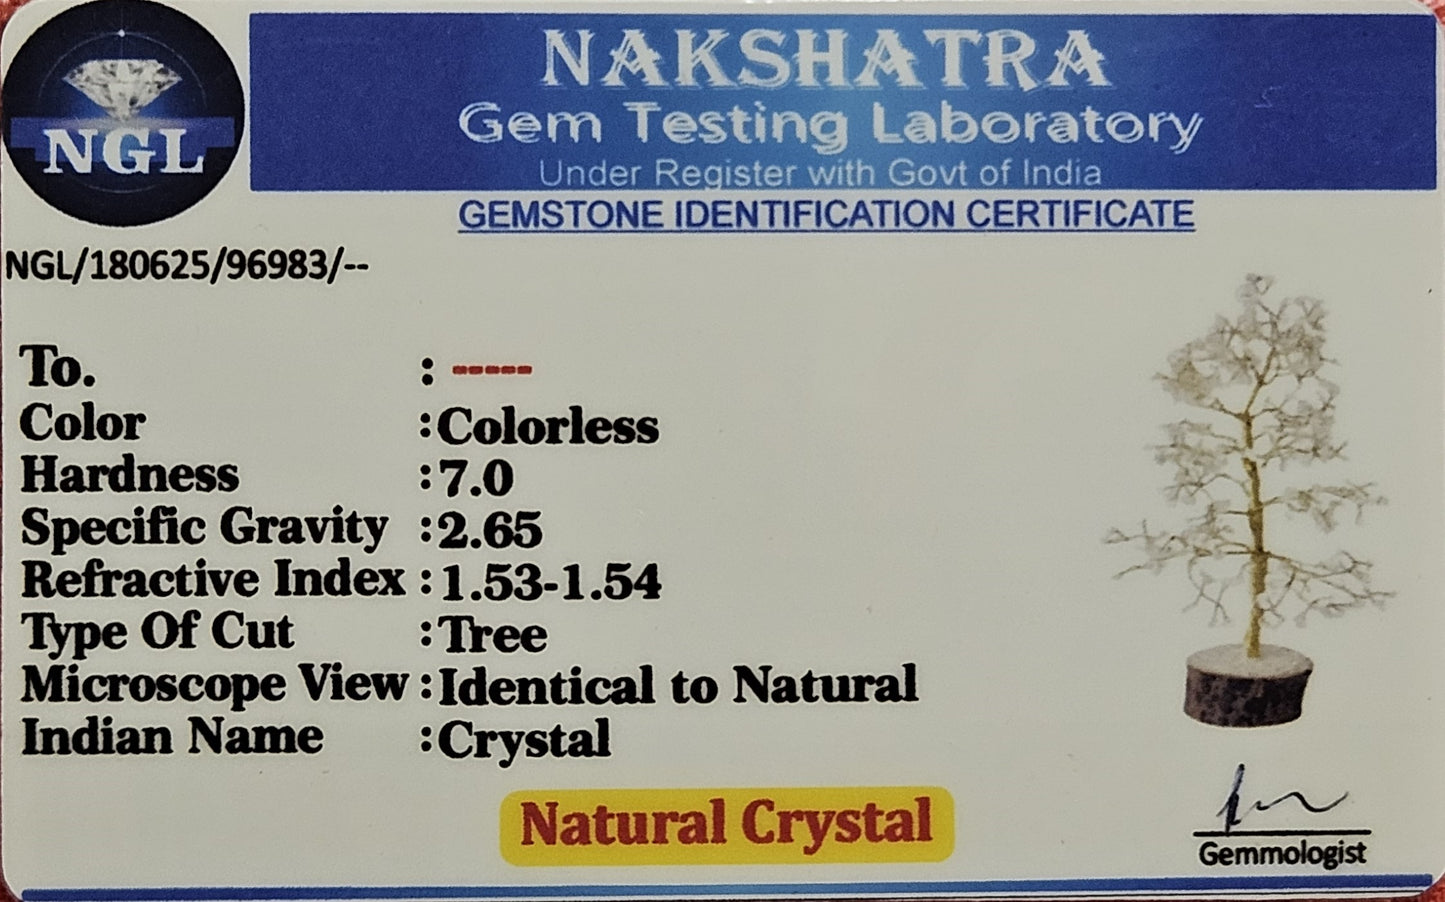 NGL
NAKSHATRA
Gem Testing Laboratory
Under Register with Govt of India
GEMSTONE IDENTIFICATION CERTIFICATE
NGL/180625/96983/--
To. : -----
Color :Colorless
Hardness :7.0
Specific Gravity :2.65
Refractive Index :1.53-1.54
Type Of Cut :Tree
Microscope View :Identical to Natural
Indian Name :Crystal
Natural Crystal
Gemmologist